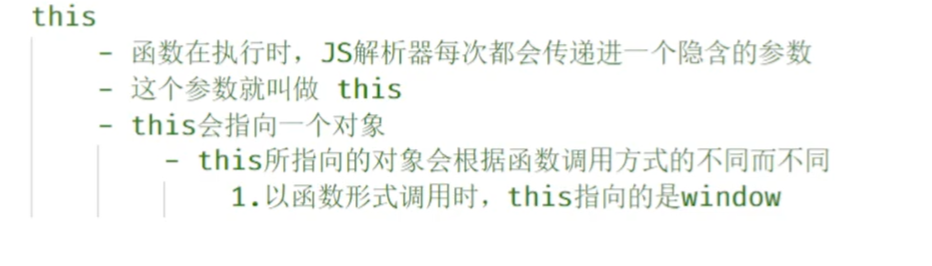 this
- 函数在执行时，JS解析器每次都会传递进一个隐含的参数
- 这个参数就叫做 this
- this会指向一个对象
- this所指向的对象会根据函数调用方式的不同而不同
1.以函数形式调用时，this指向的是window